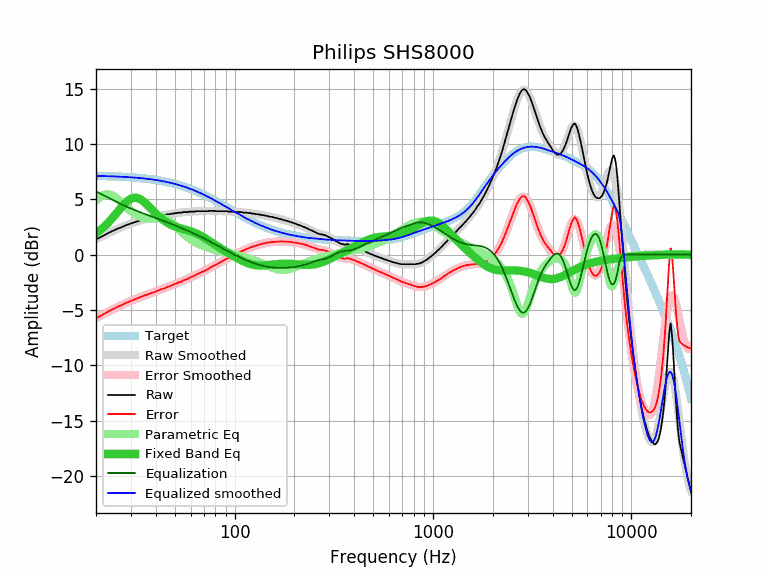 Philips SHS8000
Amplitude (dBr)
15
10
5
0
−5
−10
−15
−20
Target
Raw Smoothed
Error Smoothed
Raw
Error
Parametric Eq
Fixed Band Eq
Equalization
Equalized smoothed
100
1000
10000
Frequency (Hz)